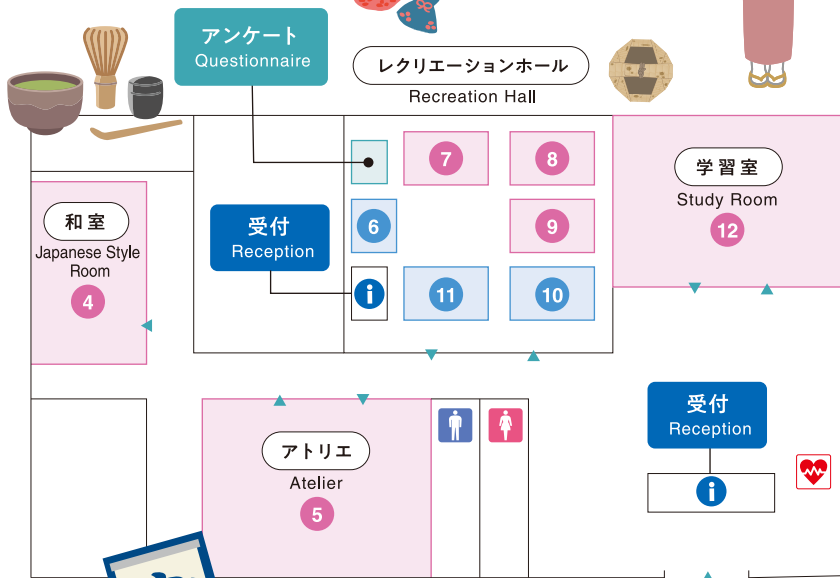 アンケート
Questionnaire
レクリエーションホール
Recreation Hall
7
8
学習室
Study Room
12
和室
Japanese Style
Room
4
受付
Reception
6
9
i
11
10
アトリエ
Atelier
5
受付
Reception
i